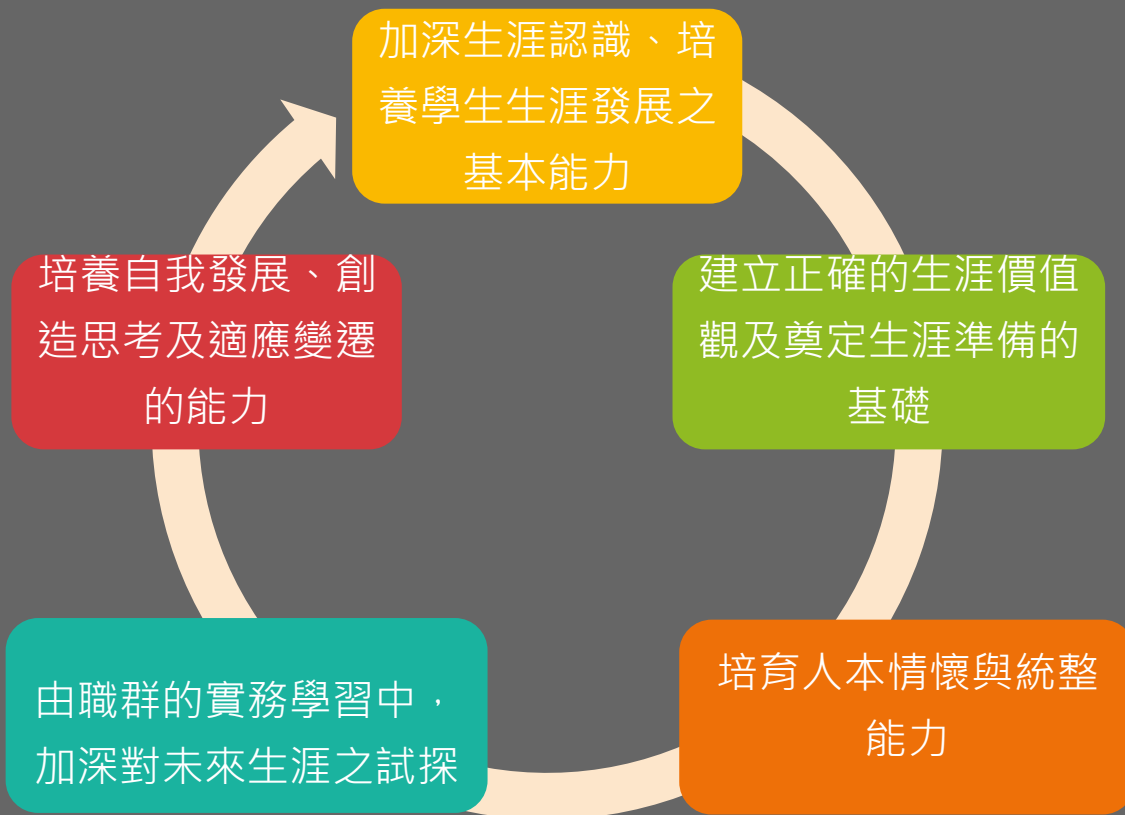 加深生涯認識、培
養學生生涯發展之
基本能力
建立正確的生涯價值
觀及奠定生涯準備的
基礎
培育人本情懷與統整
能力
由職群的實務學習中，
加深對未來生涯之試探
培養自我發展、創
造思考及適應變遷
的能力